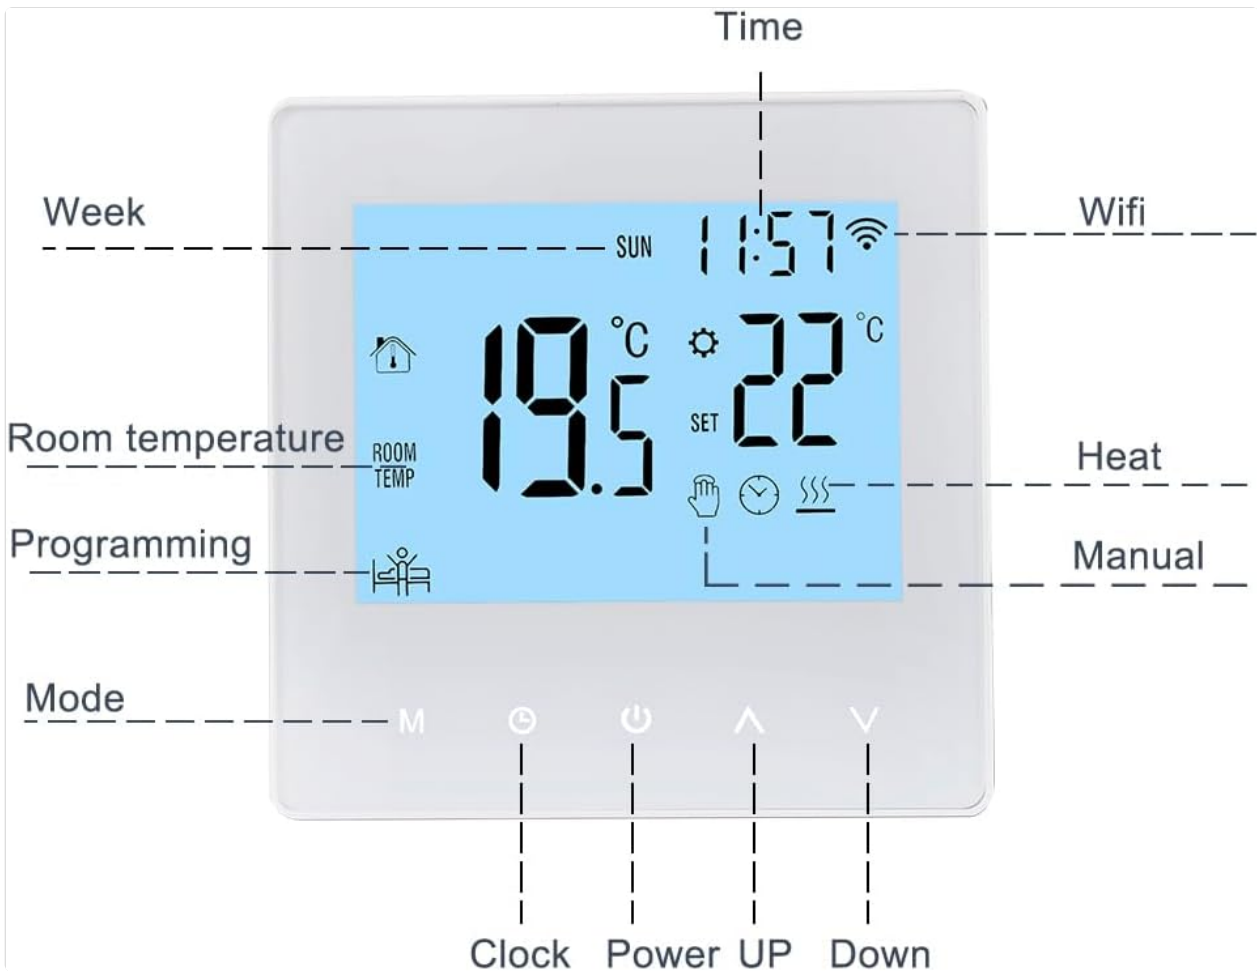 Time
Week
Wifi
SUN
11:57
19.5 °C
SET 22 °C
Room temperature
ROOM
TEMP
Heat
Programming
Manual
Mode
M
Clock
Power
UP
Down